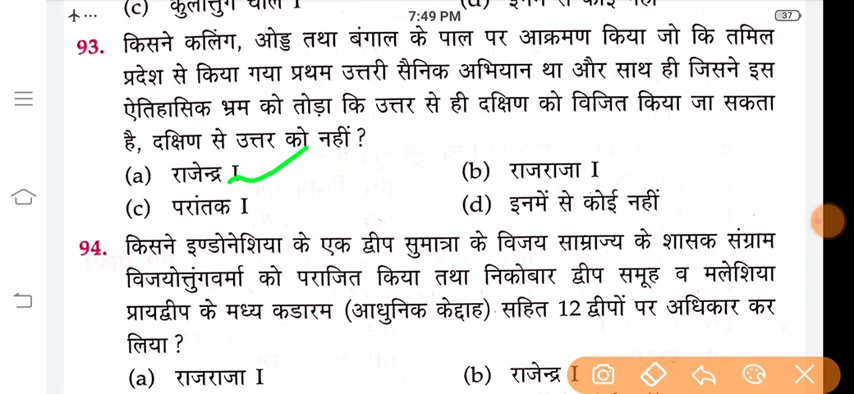 (c) कुलोत्तुंग चोल I
(d) इनमें से कोई नहीं
7:49 PM
37
93. किसने कलिंग, ओड्ड तथा बंगाल के पाल पर आक्रमण किया जो कि तमिल
प्रदेश से किया गया प्रथम उत्तरी सैनिक अभियान था और साथ ही जिसने इस
ऐतिहासिक भ्रम को तोड़ा कि उत्तर से ही दक्षिण को विजित किया जा सकता
है, दक्षिण से उत्तर को नहीं ?
(a) राजेन्द्र I
(b) राजराजा I
(c) परांतक I
(d) इनमें से कोई नहीं
94. किसने इण्डोनेशिया के एक द्वीप सुमात्रा के विजय साम्राज्य के शासक संग्राम
विजयोत्तुंगवर्मा को पराजित किया तथा निकोबार द्वीप समूह व मलेशिया
प्रायद्वीप के मध्य कडारम (आधुनिक केद्दाह) सहित 12 द्वीपों पर अधिकार कर
लिया ?
(a) राजराजा I
(b) राजेन्द्र I